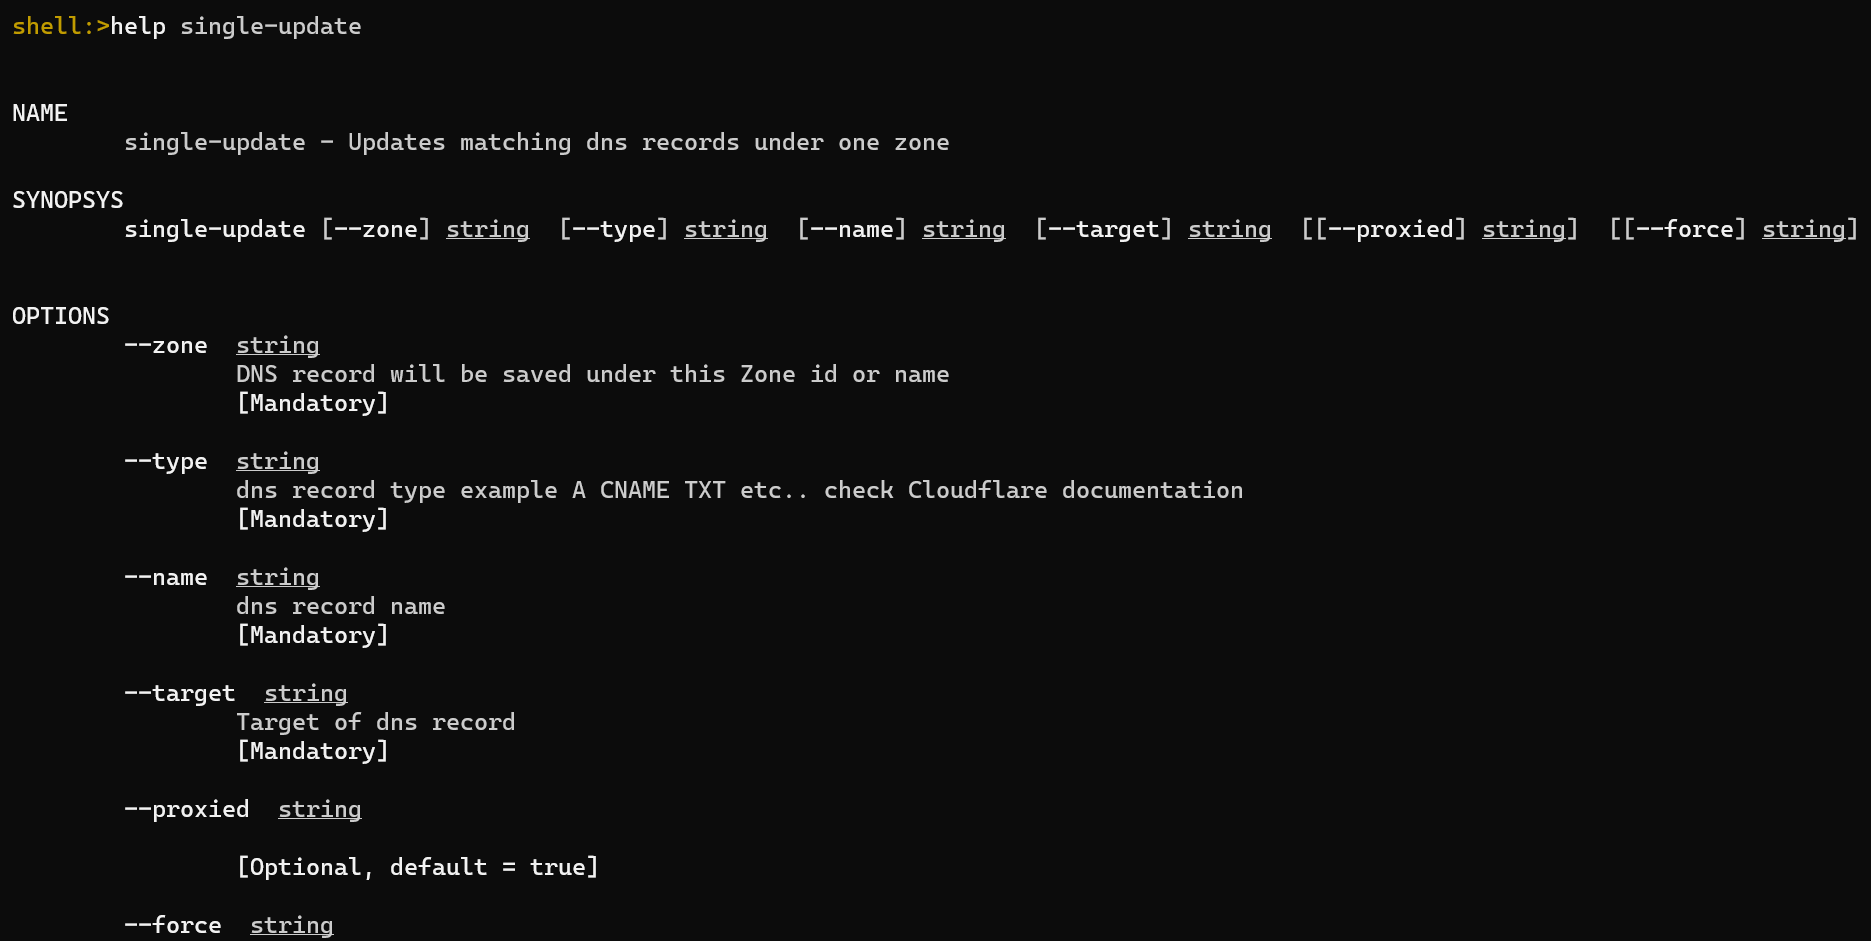 shell:>help single-update
NAME
single-update - Updates matching dns records under one zone
SYNOPSYS
single-update [--zone] string  [--type] string  [--name] string  [--target] string  [[--proxied] string]  [[--force] string]
OPTIONS
--zone  string
DNS record will be saved under this Zone id or name
[Mandatory]
--type  string
dns record type example A CNAME TXT etc.. check Cloudflare documentation
[Mandatory]
--name  string
dns record name
[Mandatory]
--target  string
Target of dns record
[Mandatory]
--proxied  string
[Optional, default = true]
--force  string